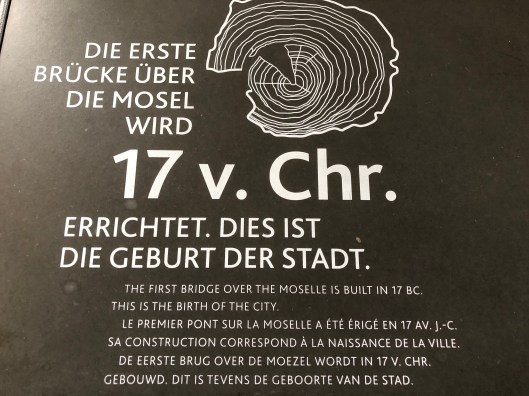 DIE ERSTE
BRÜCKE ÜBER
DIE MOSEL
WIRD
17 v. Chr.
ERRICHTET. DIES IST
DIE GEBURT DER STADT.
THE FIRST BRIDGE OVER THE MOSELLE IS BUILT IN 17 BC.
THIS IS THE BIRTH OF THE CITY.
LE PREMIER PONT SUR LA MOSELLE A ÉTÉ ÉRIGÉ EN 17 AV. J.-C.
SA CONSTRUCTION CORRESPOND À LA NAISSANCE DE LA VILLE.
DE EERSTE BRUG OVER DE MOEZEL WORDT IN 17 V. CHR.
GEBOUWD. DIT IS TEVENS DE GEBOORTE VAN DE STAD.